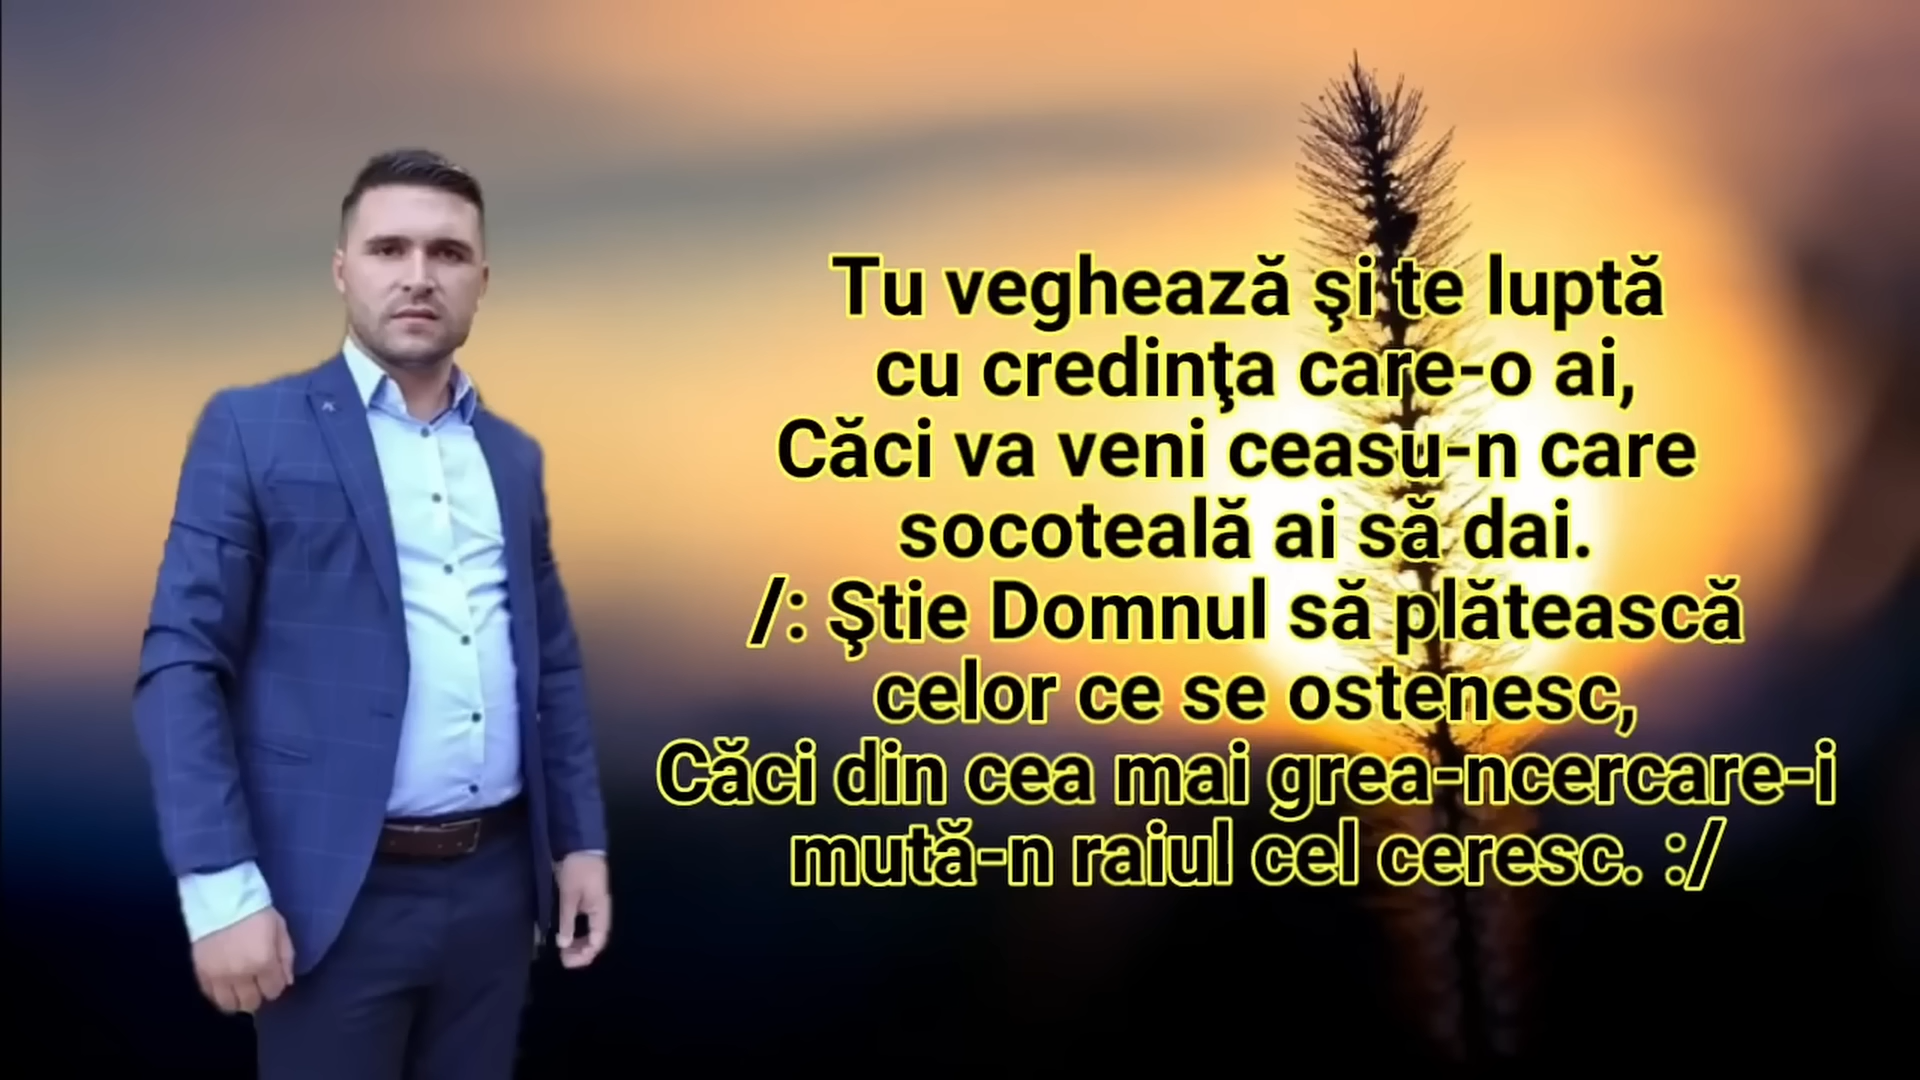 Tu veghează şi te luptă
cu credinţa care-o ai,
Căci va veni ceasu-n care
socoteală ai să dai.
/: Ştie Domnul să plătească
celor ce se ostenesc,
Căci din cea mai grea-ncercare-i
mută-n raiul cel ceresc. :/